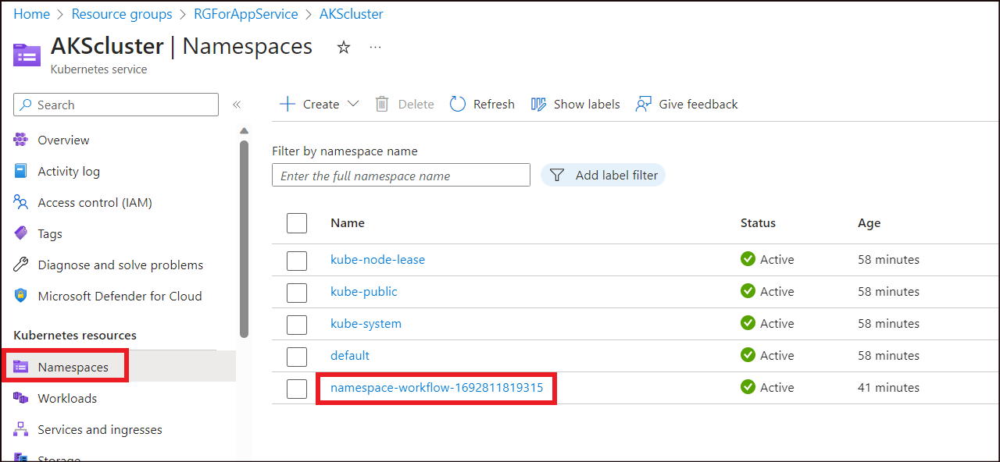 Home > Resource groups > RGForAppService > AKScluster
AKScluster | Namespaces ☆ ...
Kubernetes service
Search «
Create Delete Refresh Show labels Give feedback
Overview
Activity log
Access control (IAM)
Tags
Diagnose and solve problems
Microsoft Defender for Cloud
Kubernetes resources
Namespaces
Workloads
Services and ingresses
Storage
Filter by namespace name
Enter the full namespace name Add label filter
Name Status Age
kube-node-lease Active 58 minutes
kube-public Active 58 minutes
kube-system Active 58 minutes
default Active 58 minutes
namespace-workflow-1692811819315 Active 41 minutes